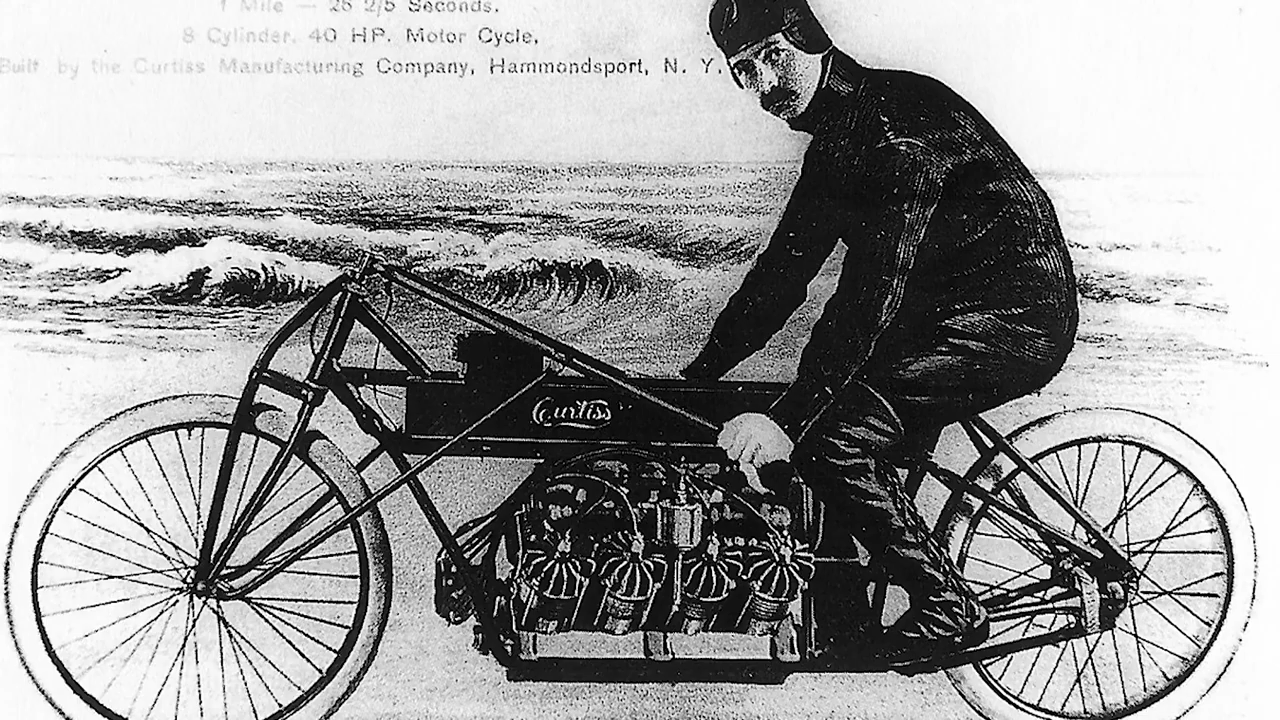 1 Mile — 26 2/5 Seconds.
8 Cylinder, 40 HP. Motor Cycle,
Built by the Curtiss Manufacturing Company, Hammondsport, N. Y.
Curtiss